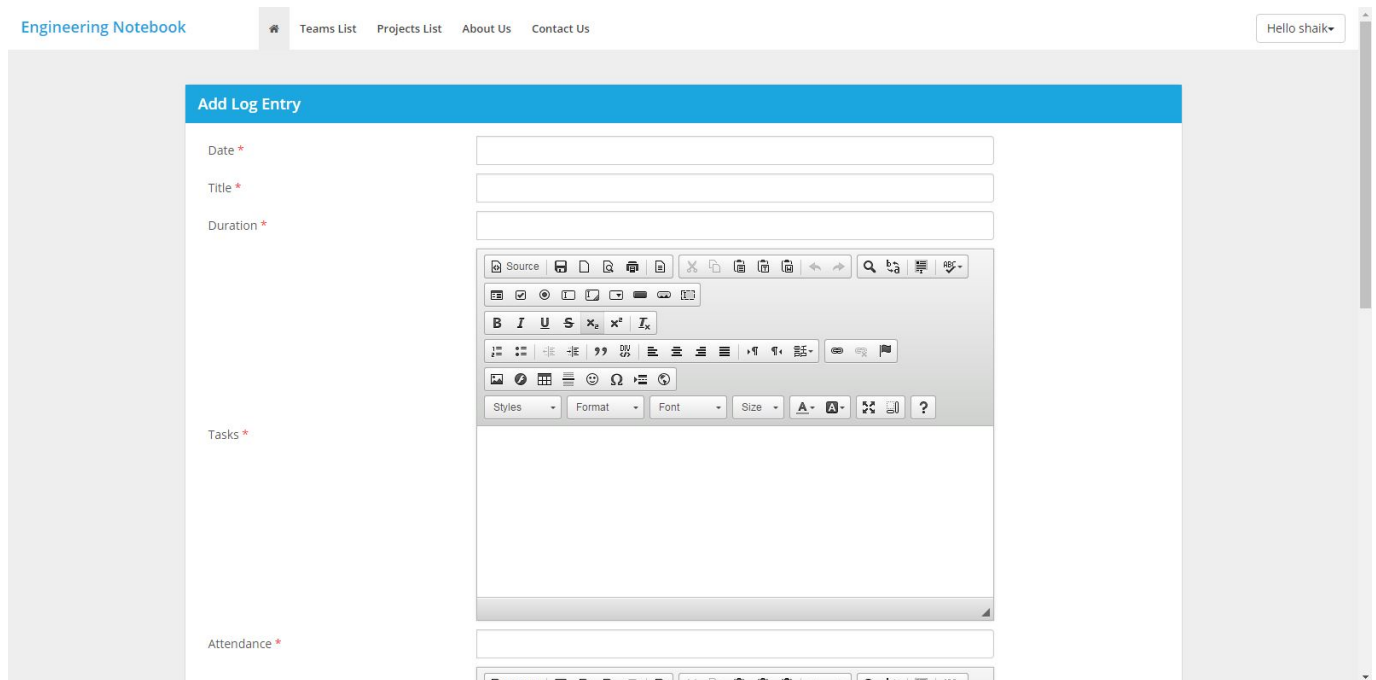 Engineering Notebook
Teams List Projects List About Us Contact Us
Hello shaik
Add Log Entry
Date *
Title *
Duration *
Source
Styles Format Font Size
Tasks *
Attendance *